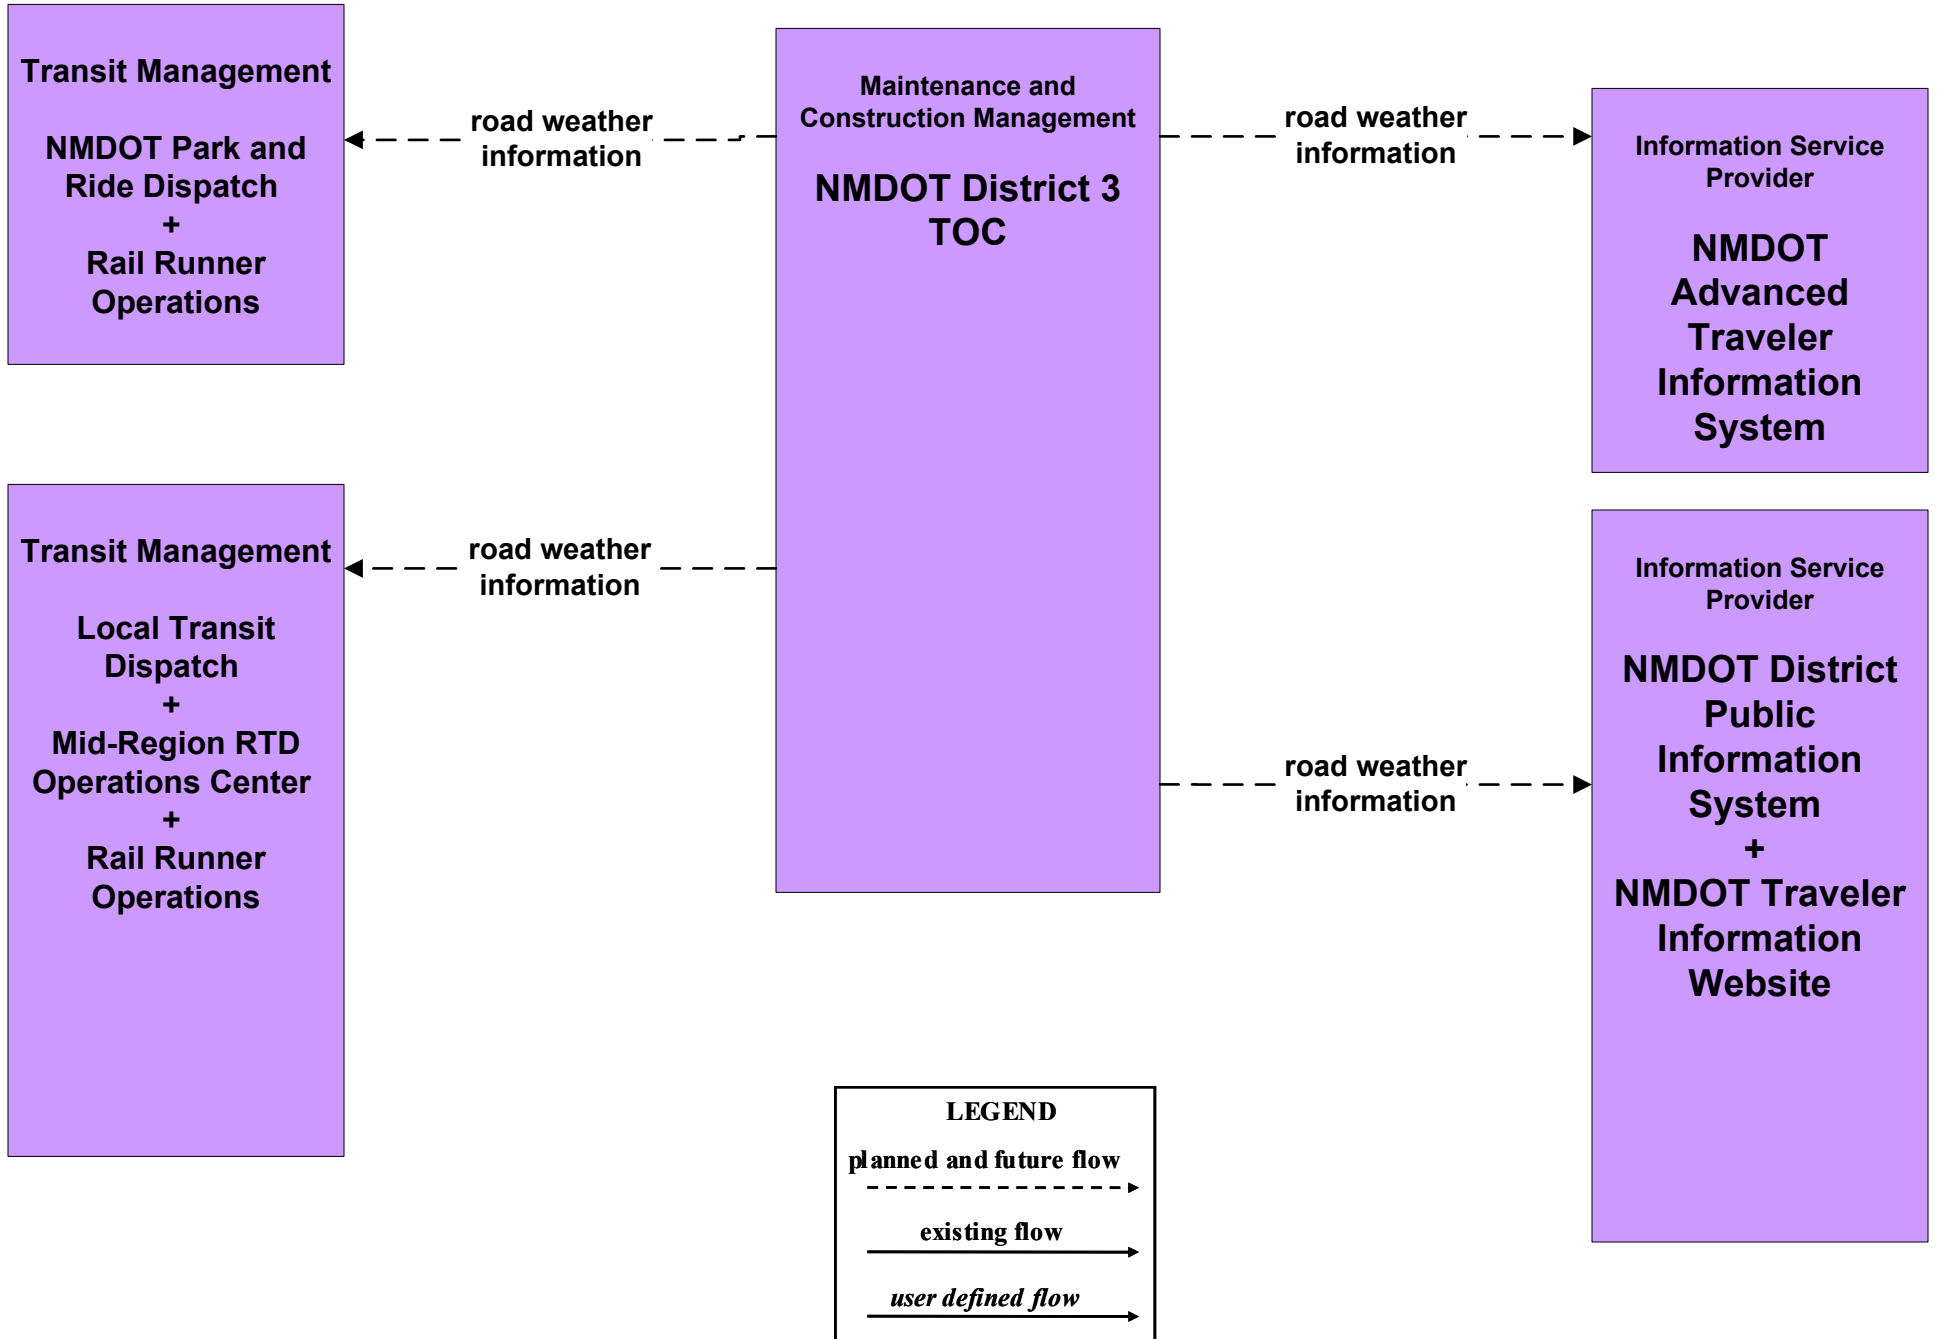 Transit Management
NMDOT Park and
Ride Dispatch
+
Rail Runner
Operations
road weather
information
Maintenance and
Construction Management
NMDOT District 3
TOC
road weather
information
Information Service
Provider
NMDOT
Advanced
Traveler
Information
System
Transit Management
Local Transit
Dispatch
+
Mid-Region RTD
Operations Center
+
Rail Runner
Operations
road weather
information
road weather
information
Information Service
Provider
NMDOT District
Public
Information
System
+
NMDOT Traveler
Information
Website
LEGEND
planned and future flow
existing flow
user defined flow